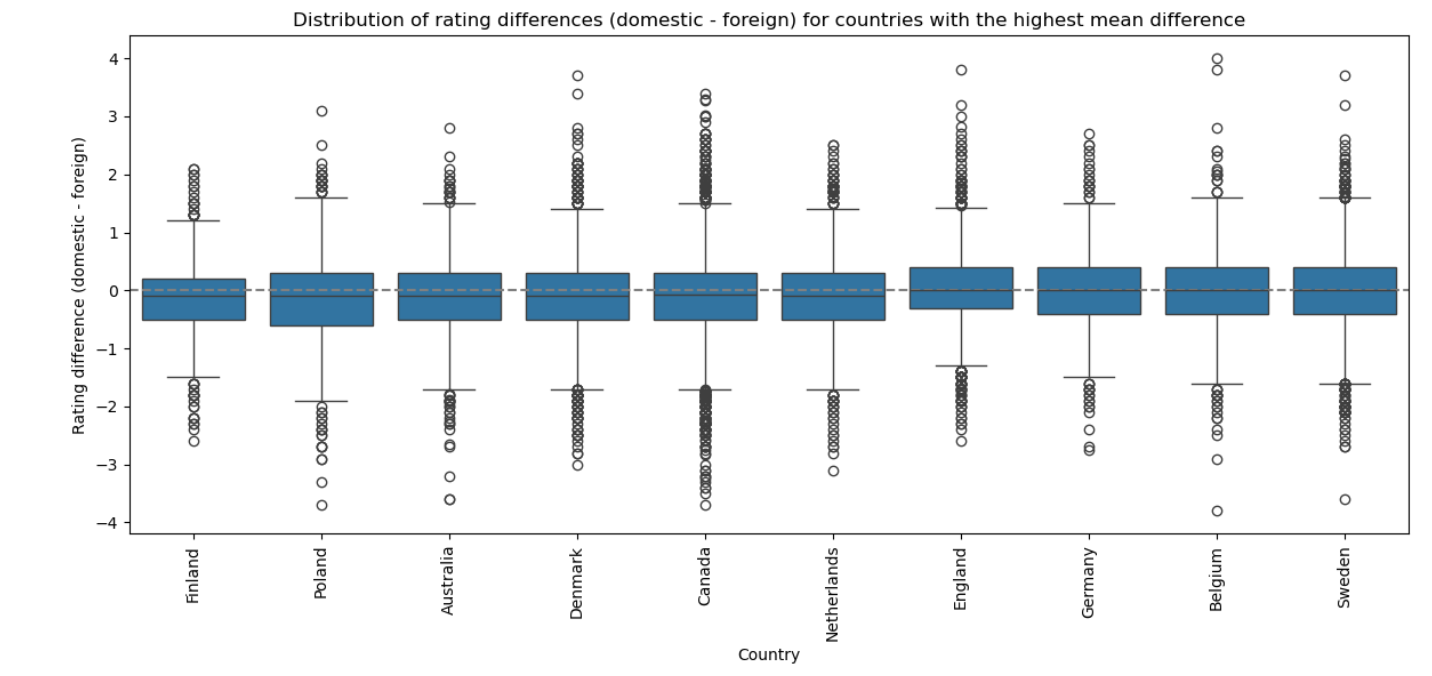 Distribution of rating differences (domestic - foreign) for countries with the highest mean difference
Rating difference (domestic - foreign)
4
3
2
1
0
−1
−2
−3
−4
Finland
Poland
Australia
Denmark
Canada
Netherlands
England
Germany
Belgium
Sweden
Country